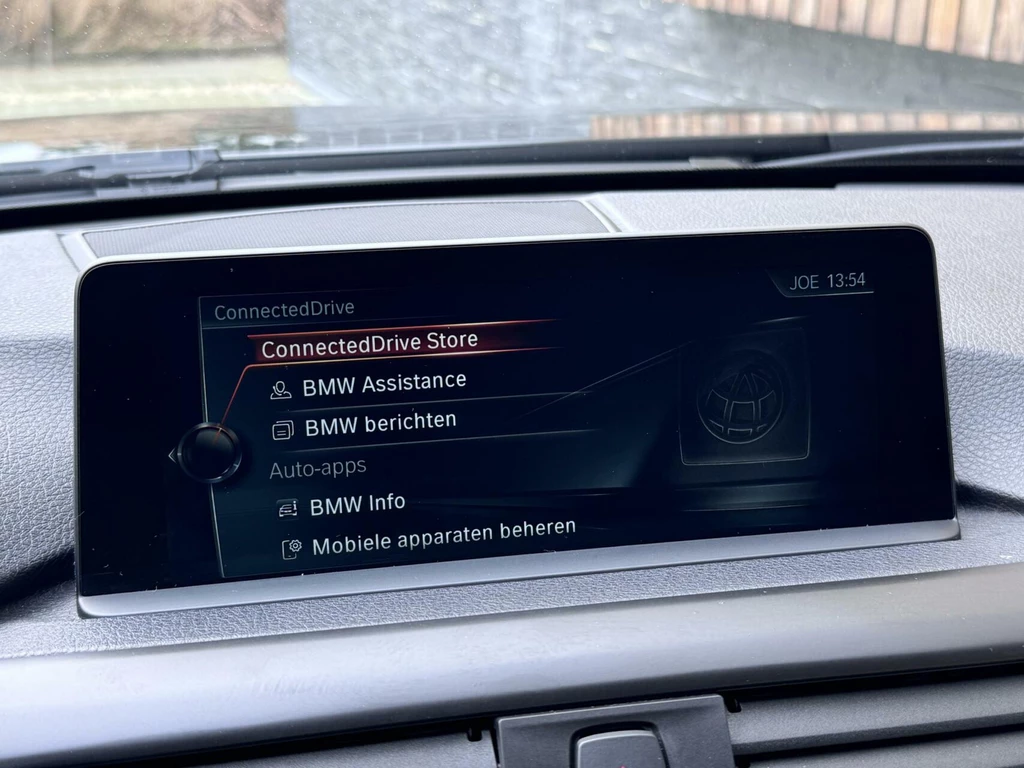 JOE 13:54
ConnectedDrive
ConnectedDrive Store
BMW Assistance
BMW berichten
Auto-apps
BMW Info
Mobiele apparaten beheren